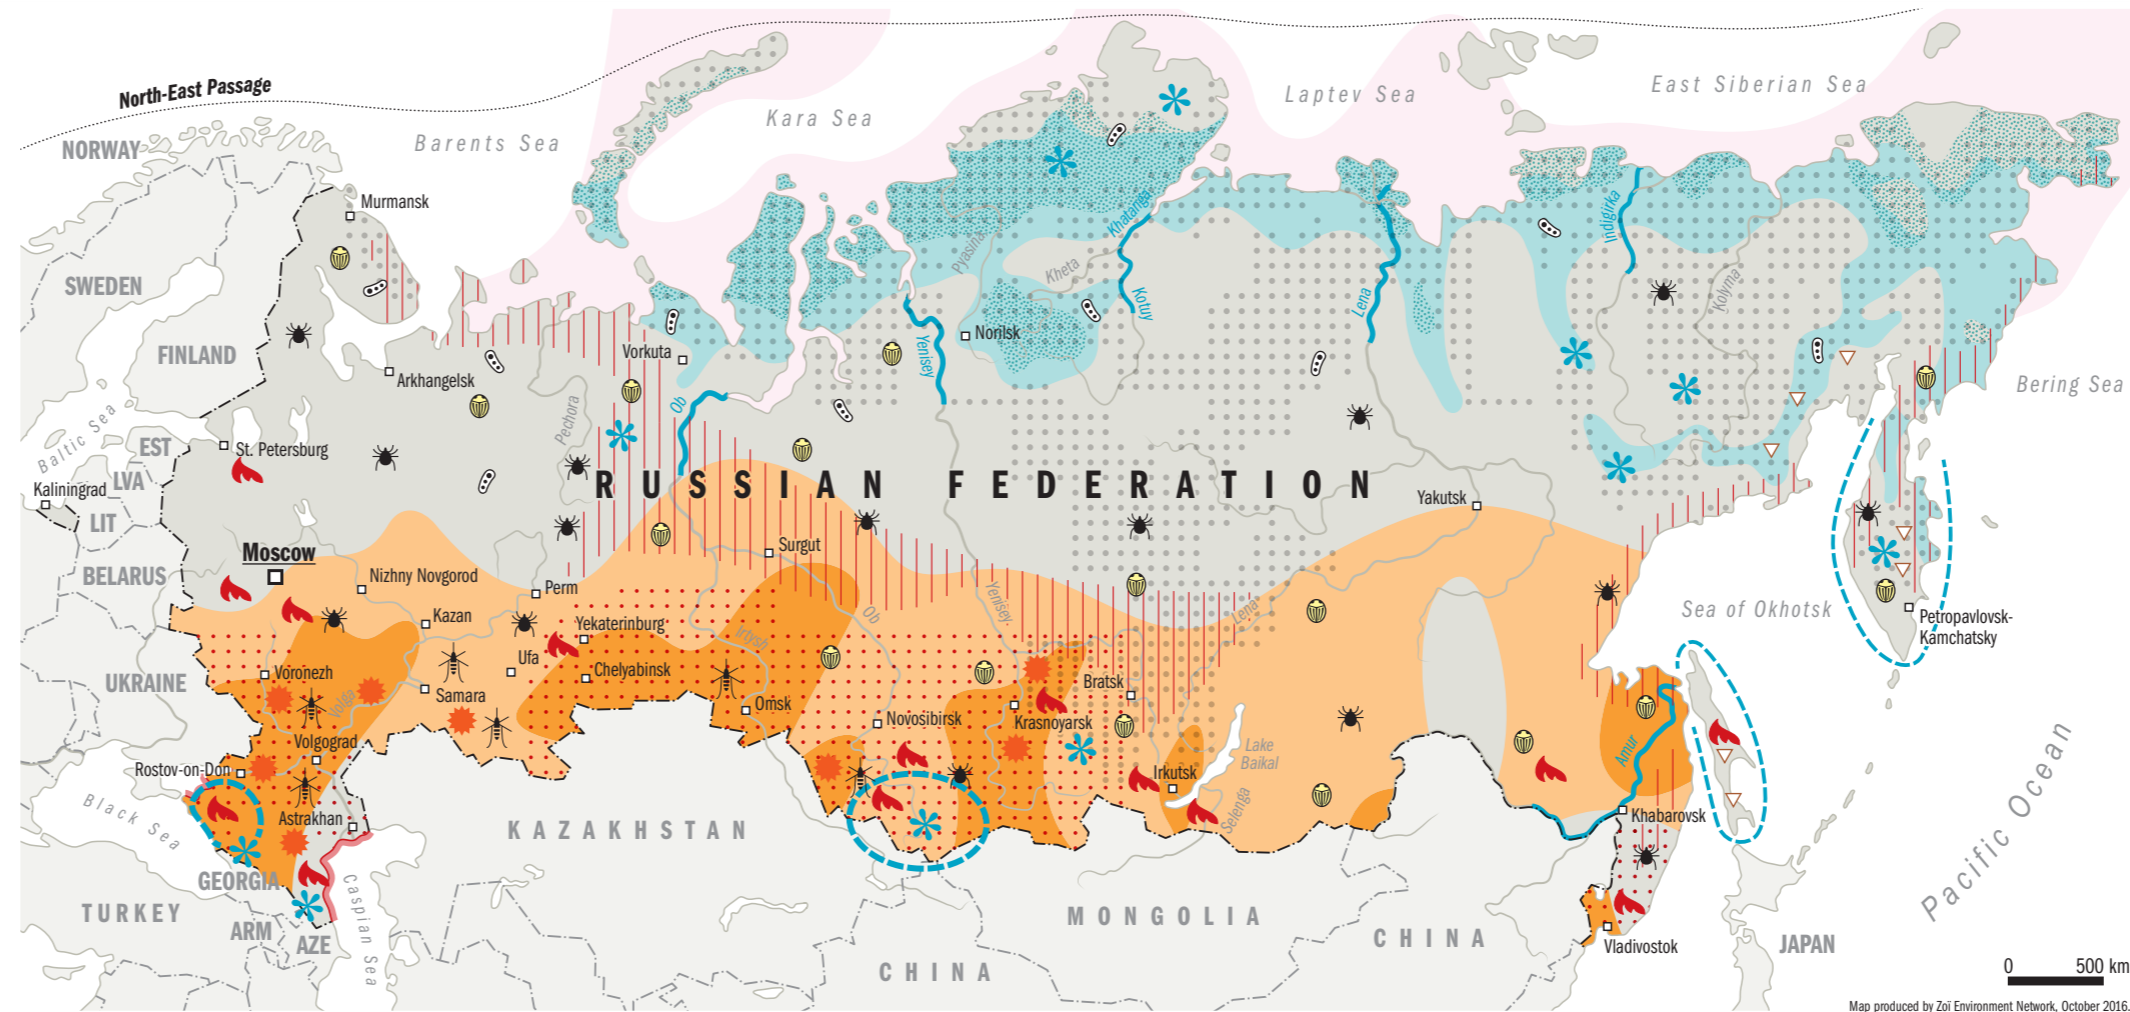 North-East Passage
NORWAY
Barents Sea
Kara Sea
Laptev Sea
East Siberian Sea
Murmansk
SWEDEN
FINLAND
Arkhangelsk
Vorkuta
Norilsk
Pyasina
Kheta
Khatanga
Kotuy
Yenisey
Ob
Pechora
Lena
Indigirka
Kolyma
Bering Sea
Baltic Sea
EST
LVA
LIT
Kaliningrad
St. Petersburg
RUSSIAN FEDERATION
Yakutsk
BELARUS
Moscow
Nizhny Novgorod
Kazan
Perm
Surgut
Ob
Irtysh
Yenisey
Lena
Sea of Okhotsk
Petropavlovsk-
Kamchatsky
Yekaterinburg
Ufa
Chelyabinsk
UKRAINE
Voronezh
Volga
Samara
Omsk
Novosibirsk
Krasnoyarsk
Bratsk
Irkutsk
Lake
Baikal
Selenga
Amur
Khabarovsk
Volgograd
Rostov-on-Don
Astrakhan
Black Sea
GEORGIA
TURKEY
ARM
AZE
Caspian Sea
KAZAKHSTAN
MONGOLIA
CHINA
CHINA
Vladivostok
JAPAN
Pacific Ocean
0 500 km
Map produced by Zoï Environment Network, October 2016.